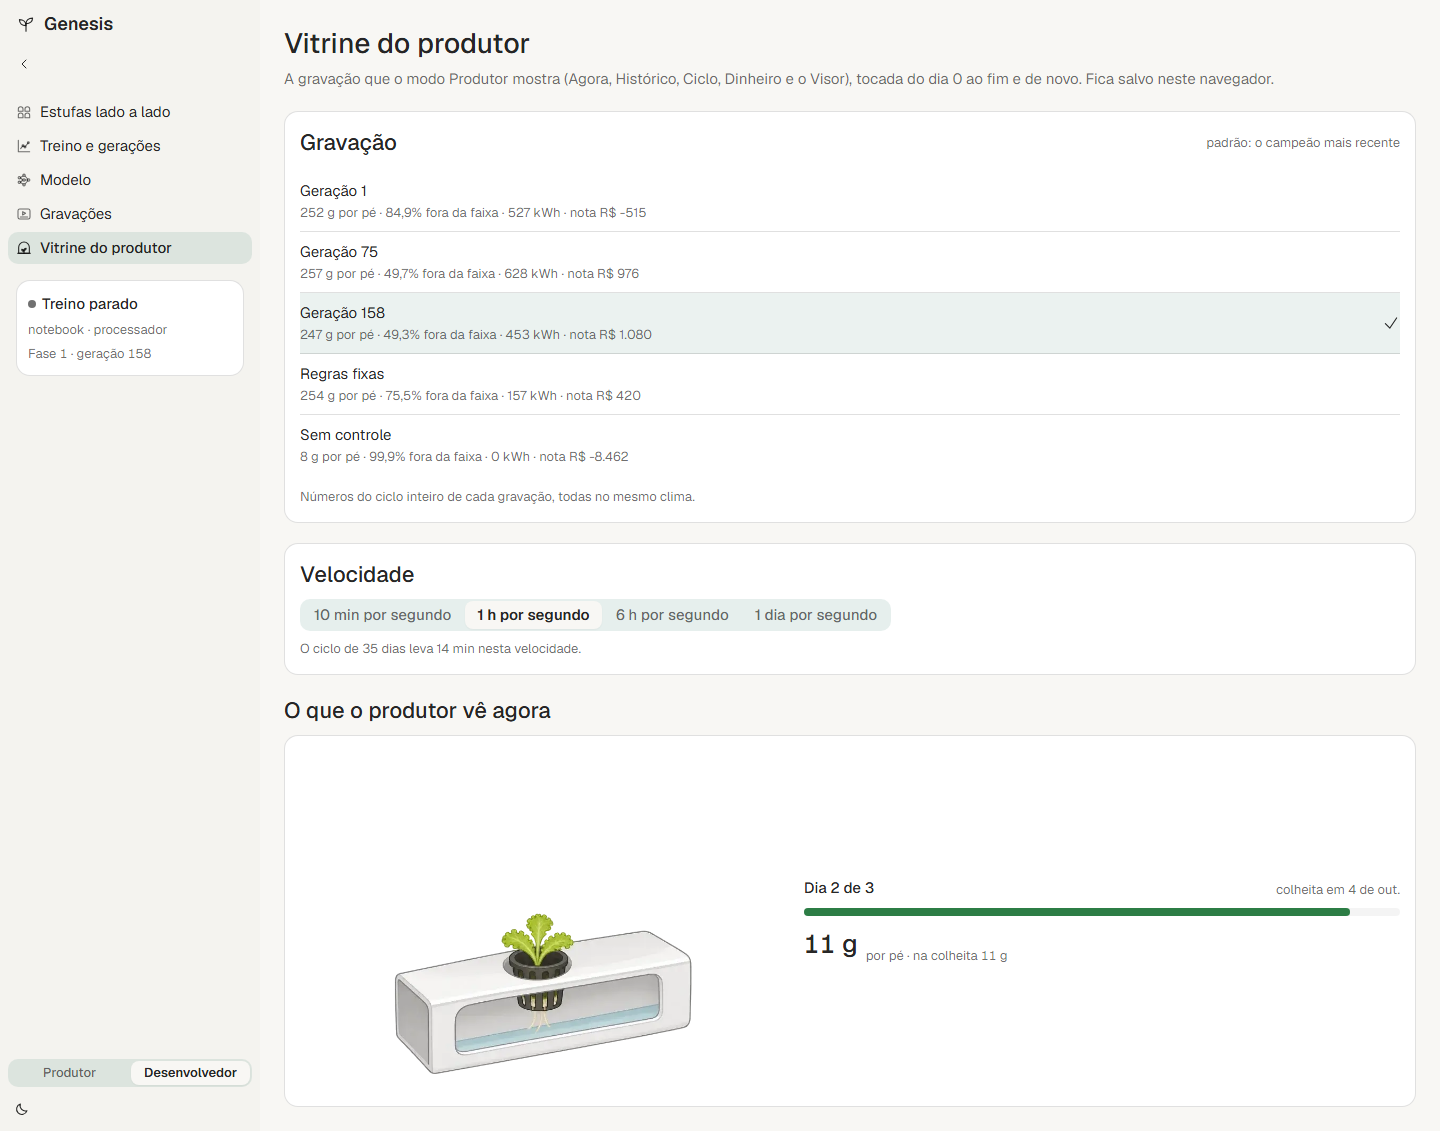 Genesis
Estufas lado a lado
Treino e gerações
Modelo
Gravações
Vitrine do produtor
Treino parado
notebook · processador
Fase 1 · geração 158
Produtor
Desenvolvedor
Vitrine do produtor
A gravação que o modo Produtor mostra (Agora, Histórico, Ciclo, Dinheiro e o Visor), tocada do dia 0 ao fim e de novo. Fica salvo neste navegador.
Gravação
padrão: o campeão mais recente
Geração 1
252 g por pé · 84,9% fora da faixa · 527 kWh · nota R$ -515
Geração 75
257 g por pé · 49,7% fora da faixa · 628 kWh · nota R$ 976
Geração 158
247 g por pé · 49,3% fora da faixa · 453 kWh · nota R$ 1.080
Regras fixas
254 g por pé · 75,5% fora da faixa · 157 kWh · nota R$ 420
Sem controle
8 g por pé · 99,9% fora da faixa · 0 kWh · nota R$ -8.462
Números do ciclo inteiro de cada gravação, todas no mesmo clima.
Velocidade
10 min por segundo
1 h por segundo
6 h por segundo
1 dia por segundo
O ciclo de 35 dias leva 14 min nesta velocidade.
O que o produtor vê agora
Dia 2 de 3
colheita em 4 de out.
11 g por pé · na colheita 11 g